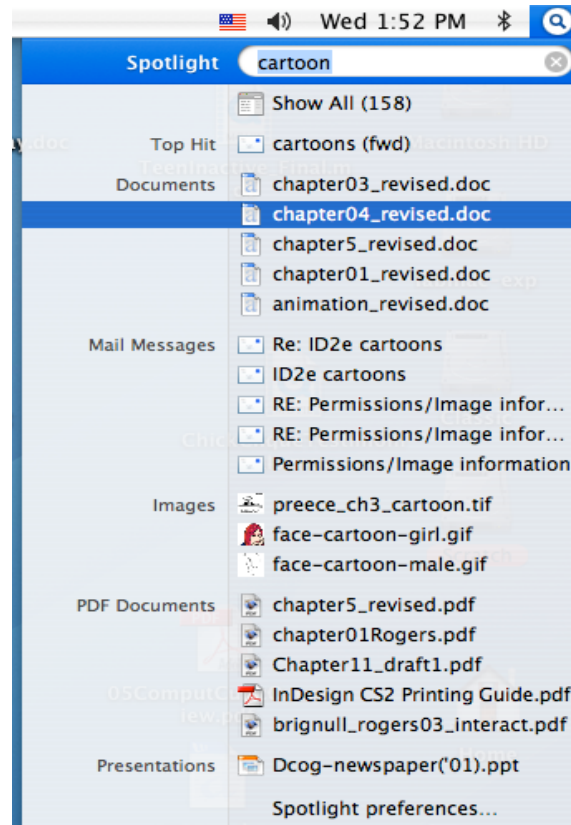 Wed 1:52 PM
Spotlight cartoon
Show All (158)
Top Hit cartoons (fwd)
Documents chapter03_revised.doc
chapter04_revised.doc
chapter5_revised.doc
chapter01_revised.doc
animation_revised.doc
Mail Messages Re: ID2e cartoons
ID2e cartoons
RE: Permissions/Image infor...
RE: Permissions/Image infor...
Permissions/Image information
Images preece_ch3_cartoon.tif
face-cartoon-girl.gif
face-cartoon-male.gif
PDF Documents chapter5_revised.pdf
chapter01Rogers.pdf
Chapter11_draft1.pdf
InDesign CS2 Printing Guide.pdf
brignull_rogers03_interact.pdf
Presentations Dcog-newspaper('01).ppt
Spotlight preferences...